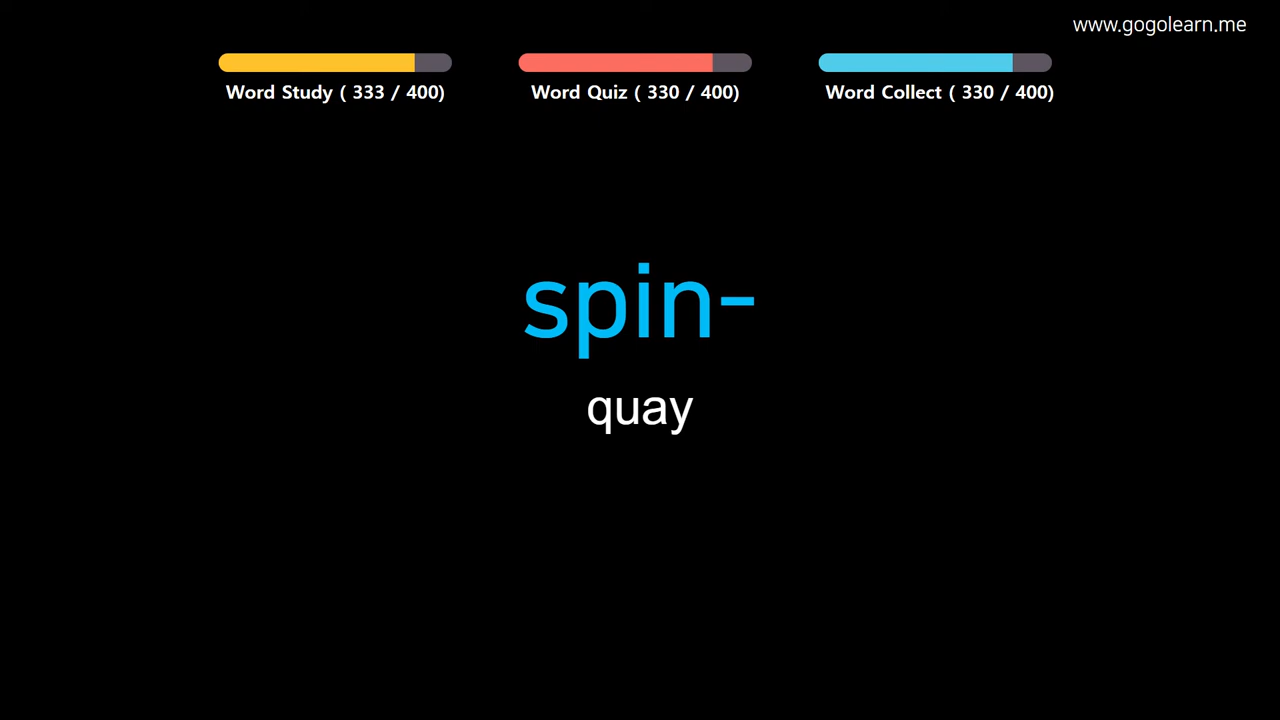 www.gogolearn.me
Word Study ( 333 / 400)
Word Quiz ( 330 / 400)
Word Collect ( 330 / 400)
spin-
quay